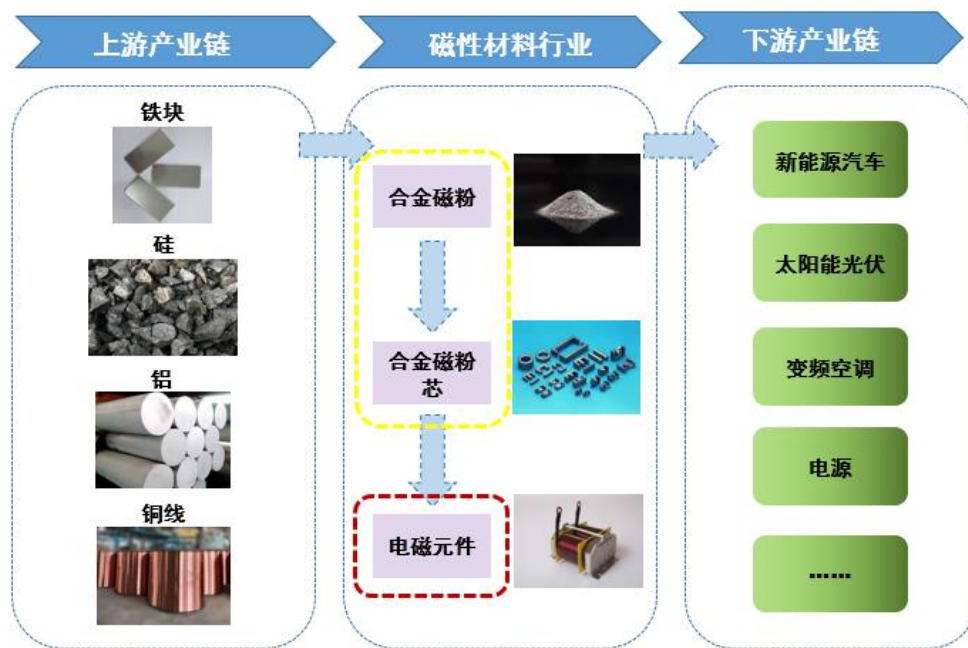 上游产业链
磁性材料行业
下游产业链
铁块
硅
铝
铜线
合金磁粉
合金磁粉
芯
电磁元件
新能源汽车
太阳能光伏
变频空调
电源
……